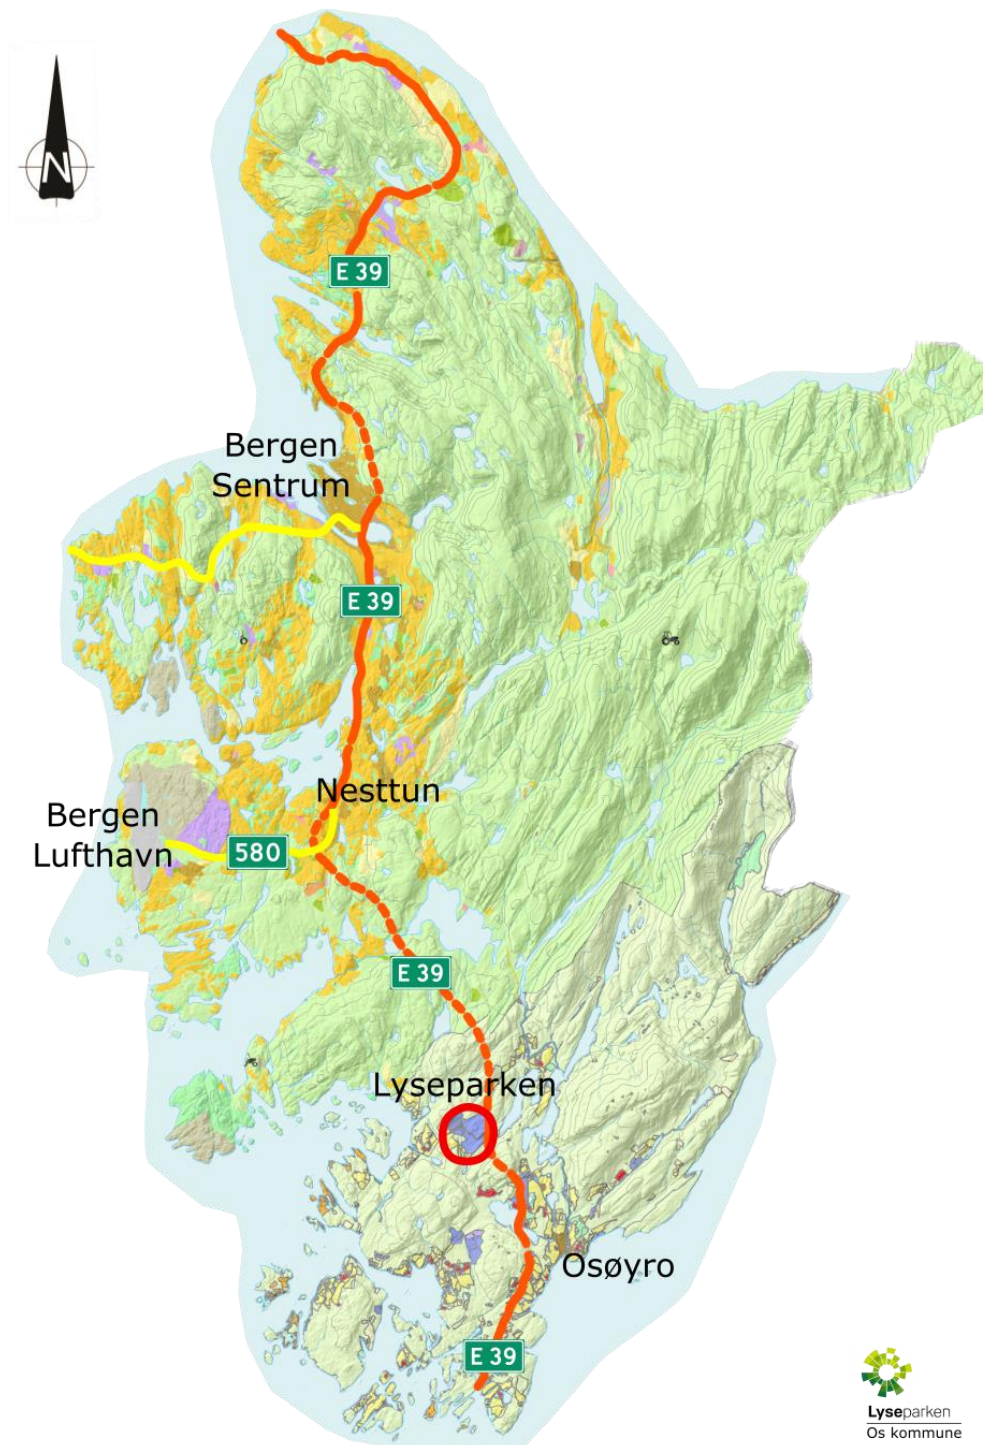 N
E 39
Bergen
Sentrum
E 39
Nesttun
Bergen
Lufthavn
580
E 39
Lyseparken
Osøyro
E 39
Lyseparken
Os kommune